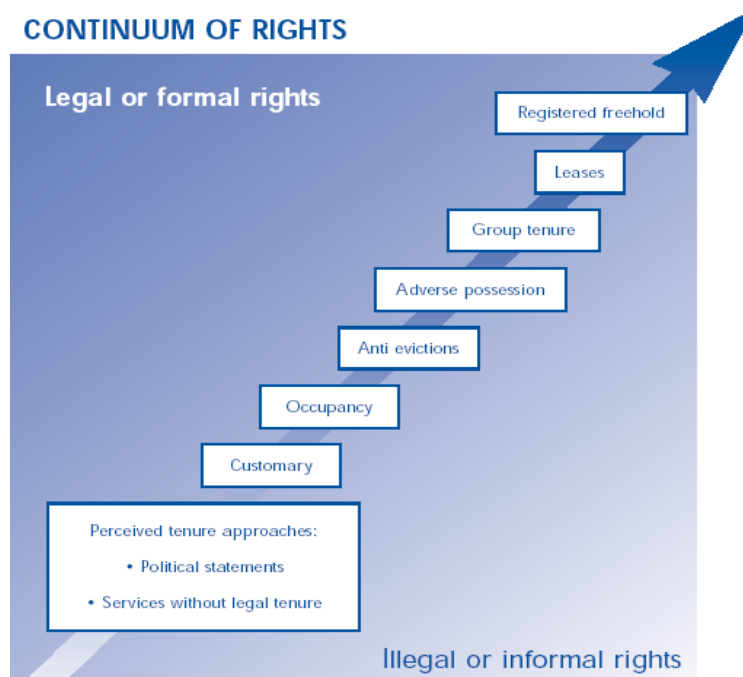 CONTINUUM OF RIGHTS
Legal or formal rights
Registered freehold
Leases
Group tenure
Adverse possession
Anti evictions
Occupancy
Customary
Perceived tenure approaches:
• Political statements
• Services without legal tenure
Illegal or informal rights